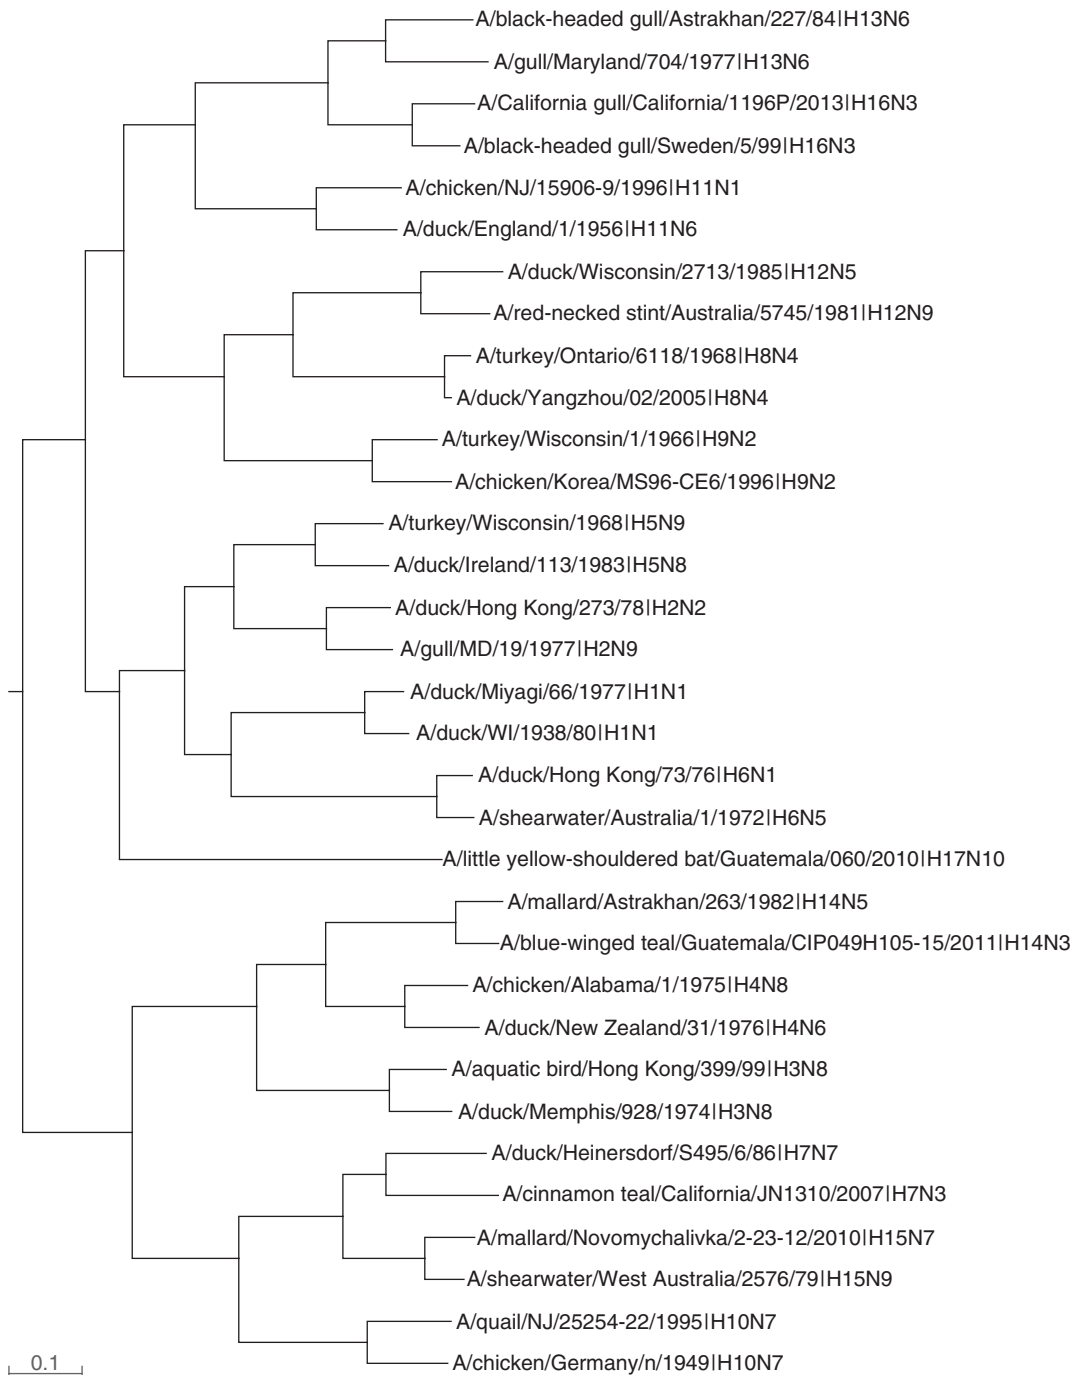 A/black-headed gull/Astrakhan/227/84|H13N6
A/gull/Maryland/704/1977|H13N6
A/California gull/California/1196P/2013|H16N3
A/black-headed gull/Sweden/5/99|H16N3
A/chicken/NJ/15906-9/1996|H11N1
A/duck/England/1/1956|H11N6
A/duck/Wisconsin/2713/1985|H12N5
A/red-necked stint/Australia/5745/1981|H12N9
A/turkey/Ontario/6118/1968|H8N4
A/duck/Yangzhou/02/2005|H8N4
A/turkey/Wisconsin/1/1966|H9N2
A/chicken/Korea/MS96-CE6/1996|H9N2
A/turkey/Wisconsin/1968|H5N9
A/duck/Ireland/113/1983|H5N8
A/duck/Hong Kong/273/78|H2N2
A/gull/MD/19/1977|H2N9
A/duck/Miyagi/66/1977|H1N1
A/duck/WI/1938/80|H1N1
A/duck/Hong Kong/73/76|H6N1
A/shearwater/Australia/1/1972|H6N5
A/little yellow-shouldered bat/Guatemala/060/2010|H17N10
A/mallard/Astrakhan/263/1982|H14N5
A/blue-winged teal/Guatemala/CIP049H105-15/2011|H14N3
A/chicken/Alabama/1/1975|H4N8
A/duck/New Zealand/31/1976|H4N6
A/aquatic bird/Hong Kong/399/99|H3N8
A/duck/Memphis/928/1974|H3N8
A/duck/Heinersdorf/S495/6/86|H7N7
A/cinnamon teal/California/JN1310/2007|H7N3
A/mallard/Novomychalivka/2-23-12/2010|H15N7
A/shearwater/West Australia/2576/79|H15N9
A/quail/NJ/25254-22/1995|H10N7
A/chicken/Germany/n/1949|H10N7
0.1